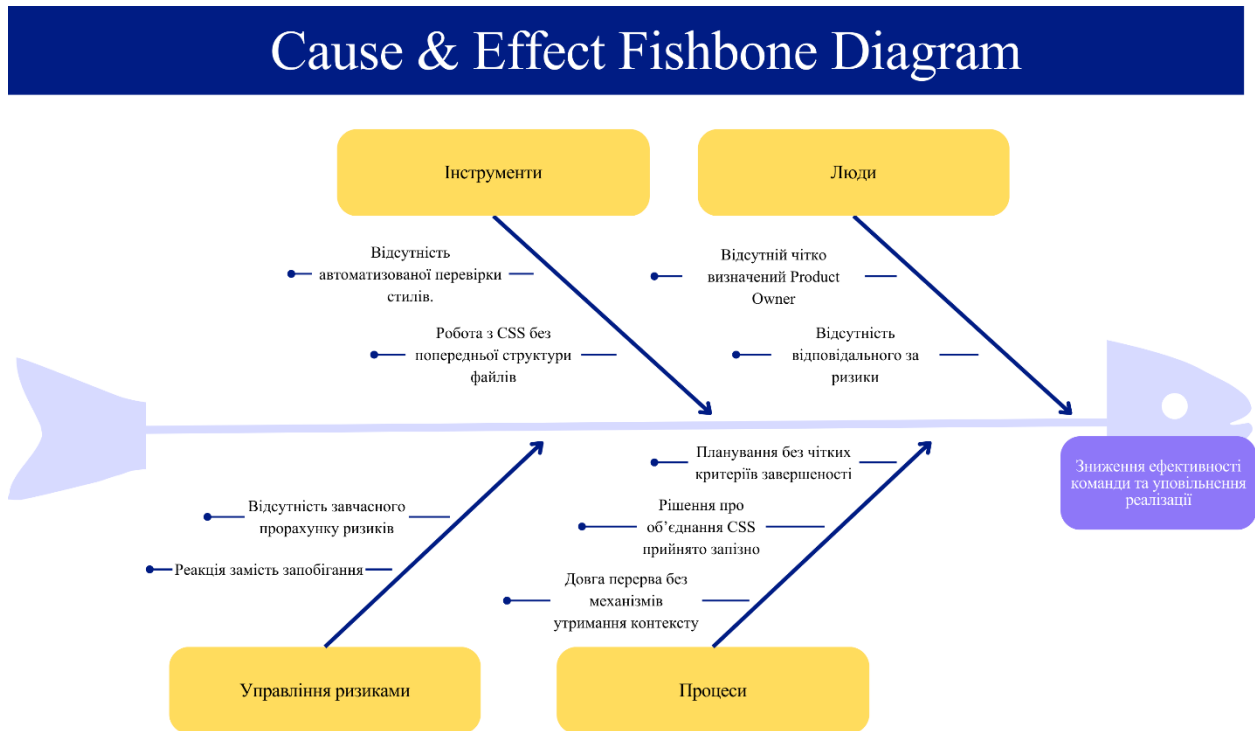 Cause & Effect Fishbone Diagram
Інструменти
Люди
Відсутність
автоматизованої перевірки
стилів.
Робота з CSS без
попередньої структури
файлів
Відсутній чітко
визначений Product
Owner
Відсутність
відповідального за
ризики
Зниження ефективності
команди та уповільнення
реалізації
Відсутність завчасного
прорахунку ризиків
Реакція замість запобігання
Планування без чітких
критеріїв завершеності
Рішення про
об’єднання CSS
прийнято запізно
Довга перерва без
механізмів
утримання контексту
Управління ризиками
Процеси